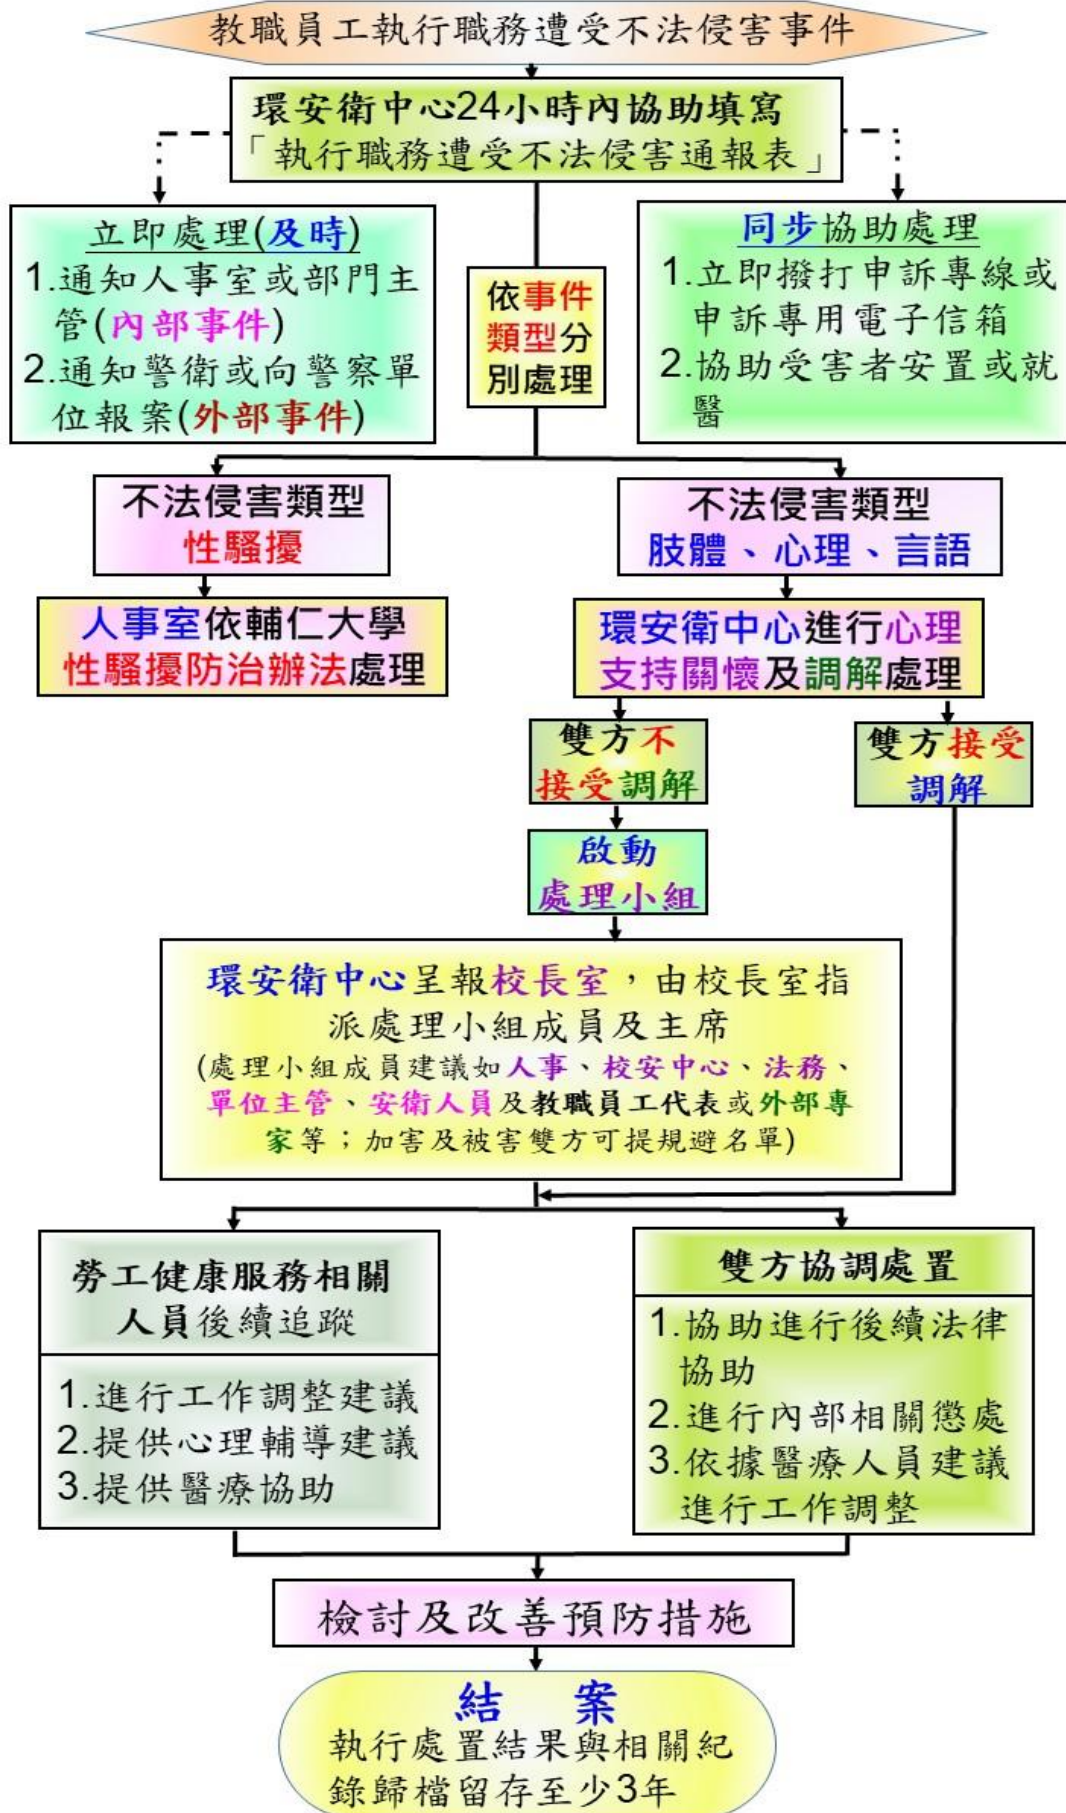 教職員工執行職務遭受不法侵害事件
環安衛中心24小時內協助填寫
「執行職務遭受不法侵害通報表」
立即處理(及時)
1.通知人事室或部門主
管(內部事件)
2.通知警衛或向警察單
位報案(外部事件)
依事件
類型分
別處理
同步協助處理
1.立即撥打申訴專線或
申訴專用電子信箱
2.協助受害者安置或就
醫
不法侵害類型
性騷擾
不法侵害類型
肢體、心理、言語
人事室依輔仁大學
性騷擾防治辦法處理
環安衛中心進行心理
支持關懷及調解處理
雙方不
接受調解
雙方接受
調解
啟動
處理小組
環安衛中心呈報校長室，由校長室指
派處理小組成員及主席
(處理小組成員建議如人事、校安中心、法務、
單位主管、安衛人員及教職員工代表或外部專
家等；加害及被害雙方可提規避名單)
勞工健康服務相關
人員後續追蹤
1.進行工作調整建議
2.提供心理輔導建議
3.提供醫療協助
雙方協調處置
1.協助進行後續法律
協助
2.進行內部相關懲處
3.依據醫療人員建議
進行工作調整
檢討及改善預防措施
結　案
執行處置結果與相關紀
錄歸檔留存至少3年